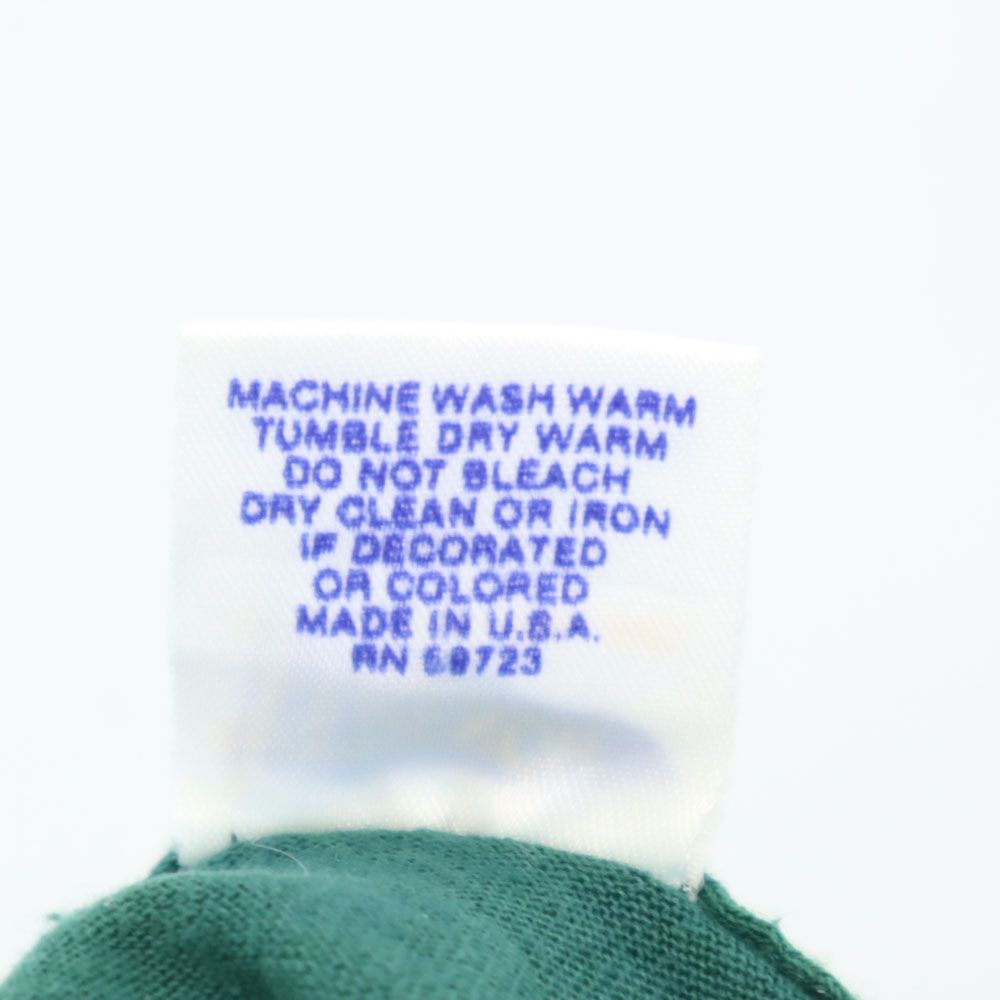 MACHINE WASH WARM
TUMBLE DRY WARM
DO NOT BLEACH
DRY CLEAN OR IRON
IF DECORATED
OR COLORED
MADE IN U.S.A.
RN